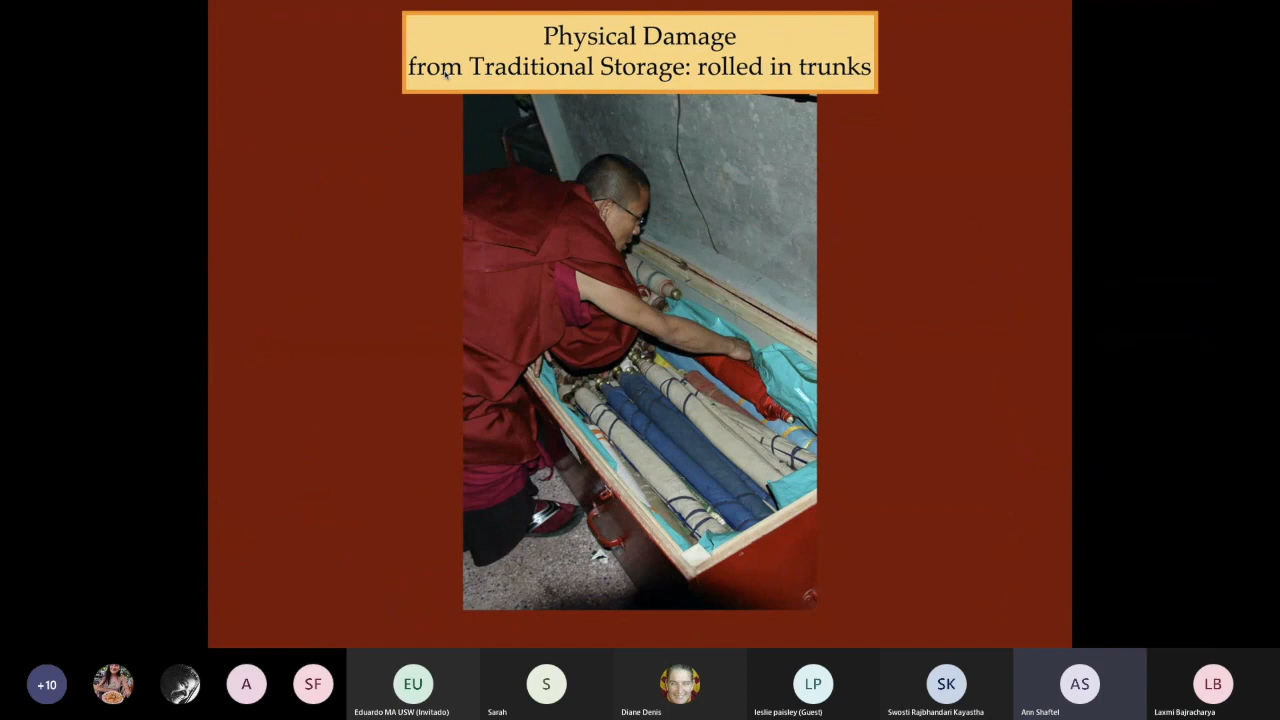 Physical Damage
from Traditional Storage: rolled in trunks
+10
A
SF
EU
Eduardo MA USW (Invitado)
S
Sarah
Diane Denis
LP
leslie paisley (Guest)
SK
Swosti Rajbhandari Kayastha
AS
Ann Shaftel
LB
Laxmi Bajracharya